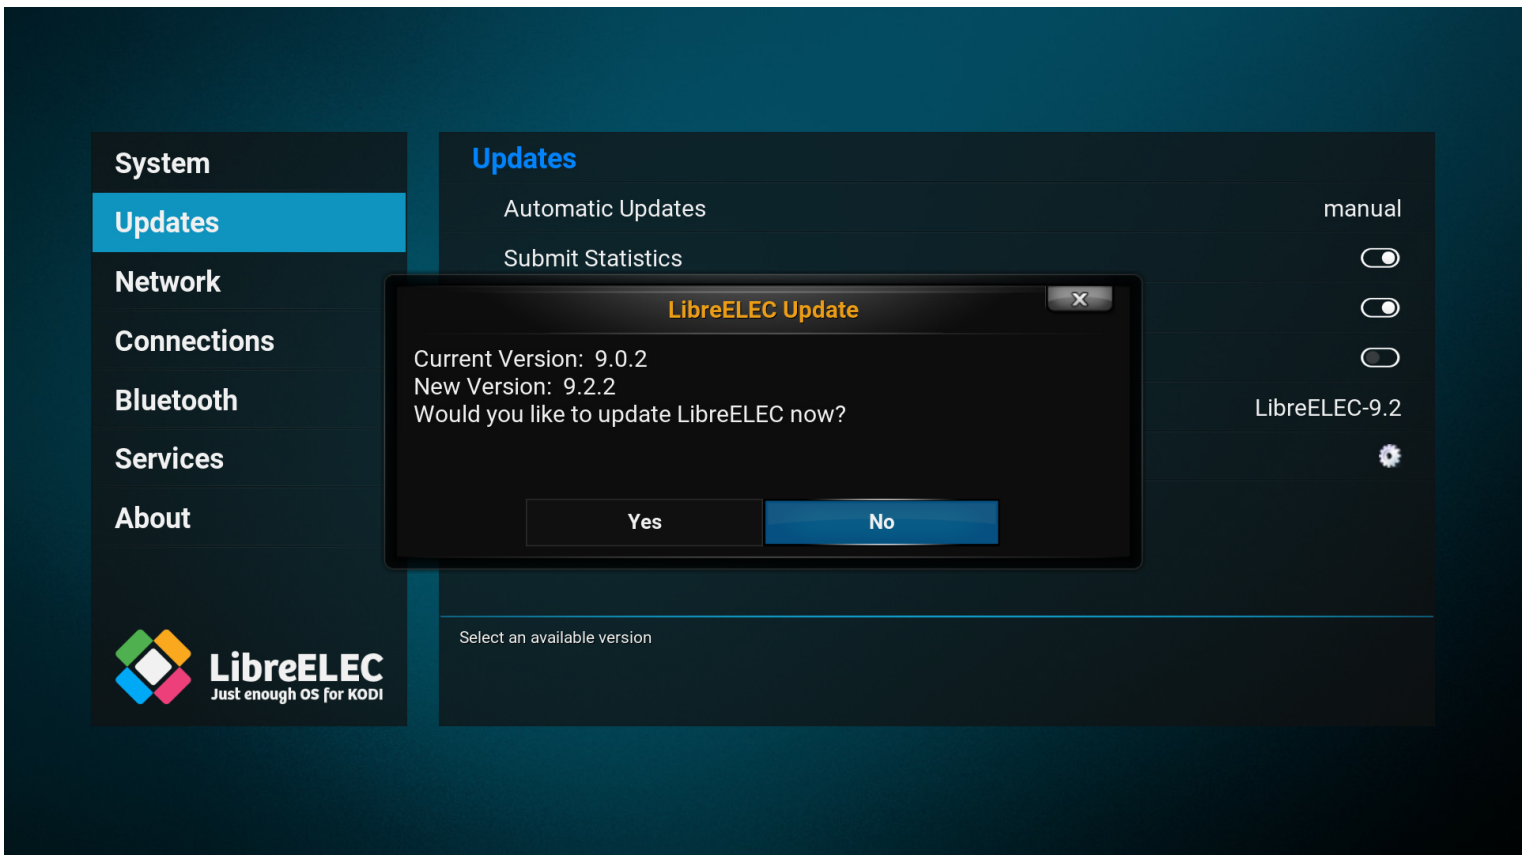 System
Updates
Network
Connections
Bluetooth
Services
About
LibreELEC
Just enough OS for KODI
Updates
Automatic Updates manual
Submit Statistics
LibreELEC-9.2
LibreELEC Update
X
Current Version: 9.0.2
New Version: 9.2.2
Would you like to update LibreELEC now?
Yes No
Select an available version